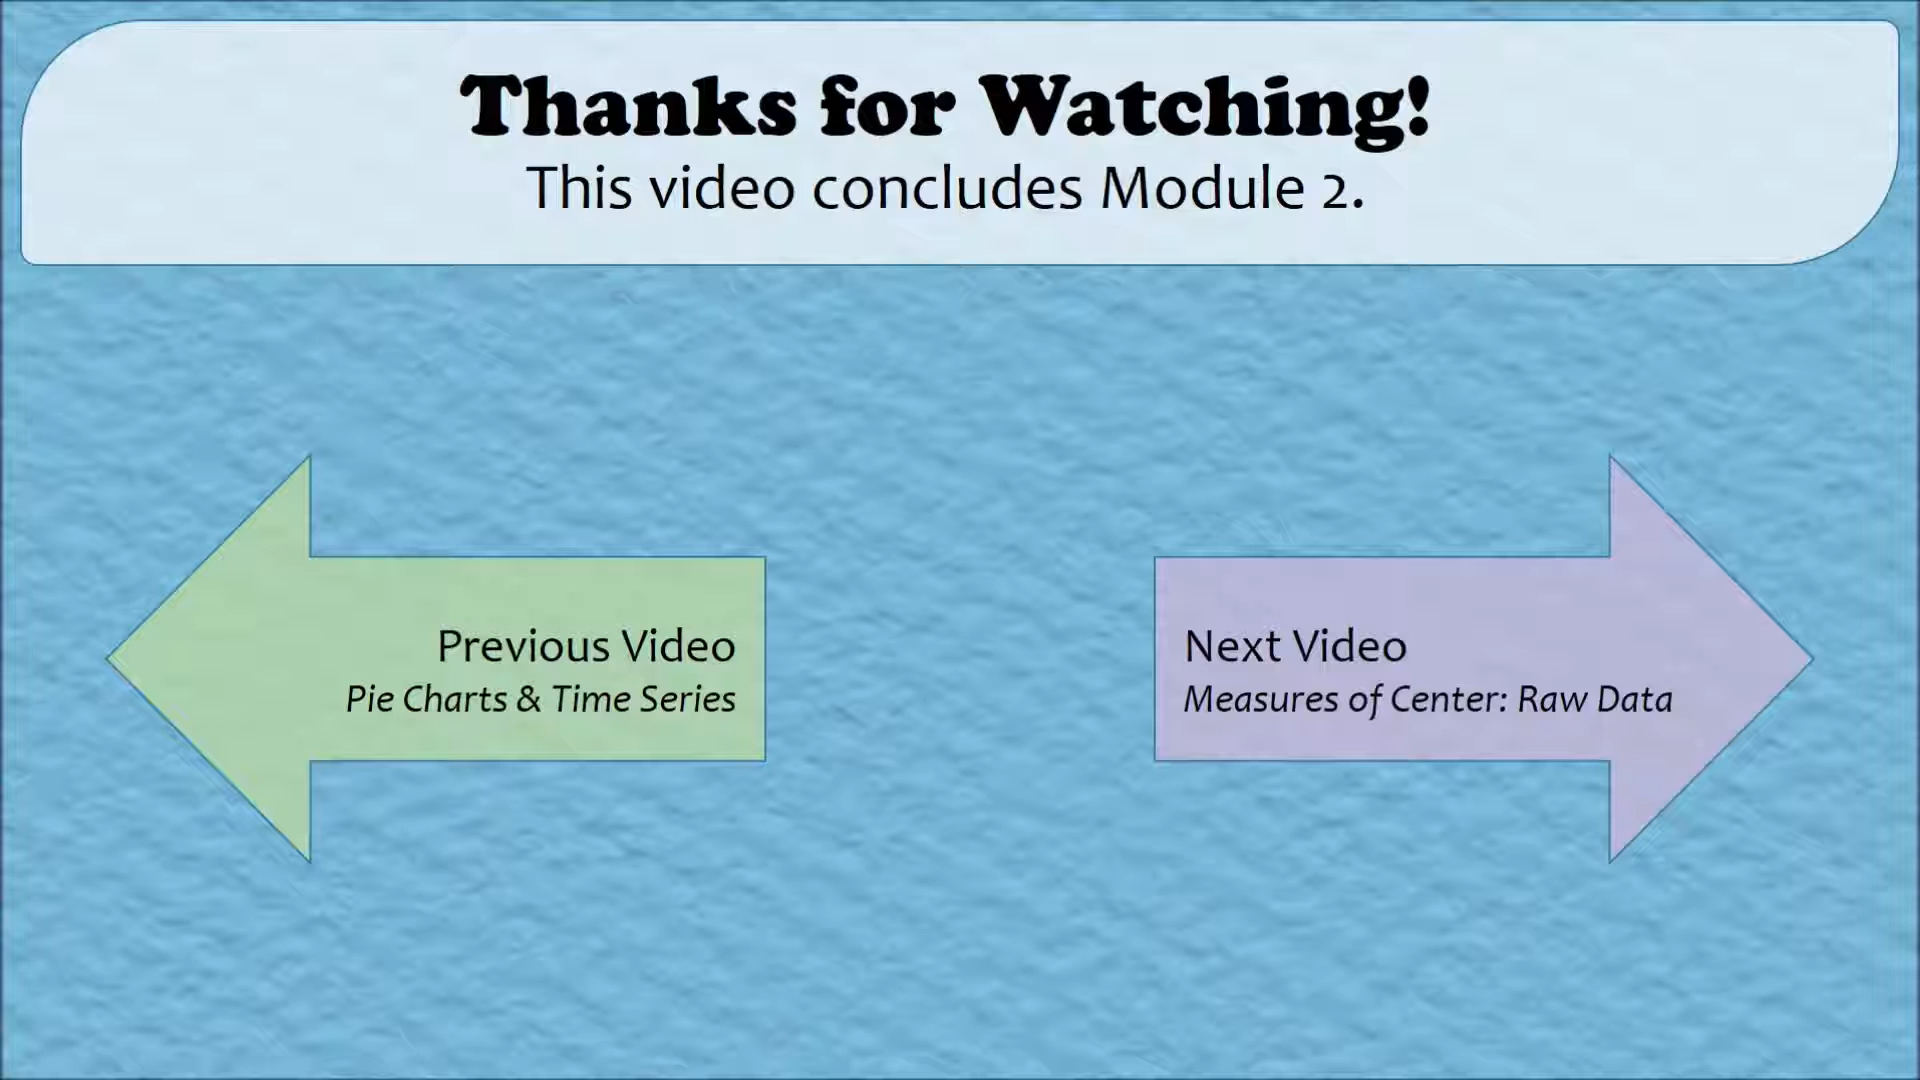 Thanks for Watching!
This video concludes Module 2.
Previous Video
Pie Charts & Time Series
Next Video
Measures of Center: Raw Data